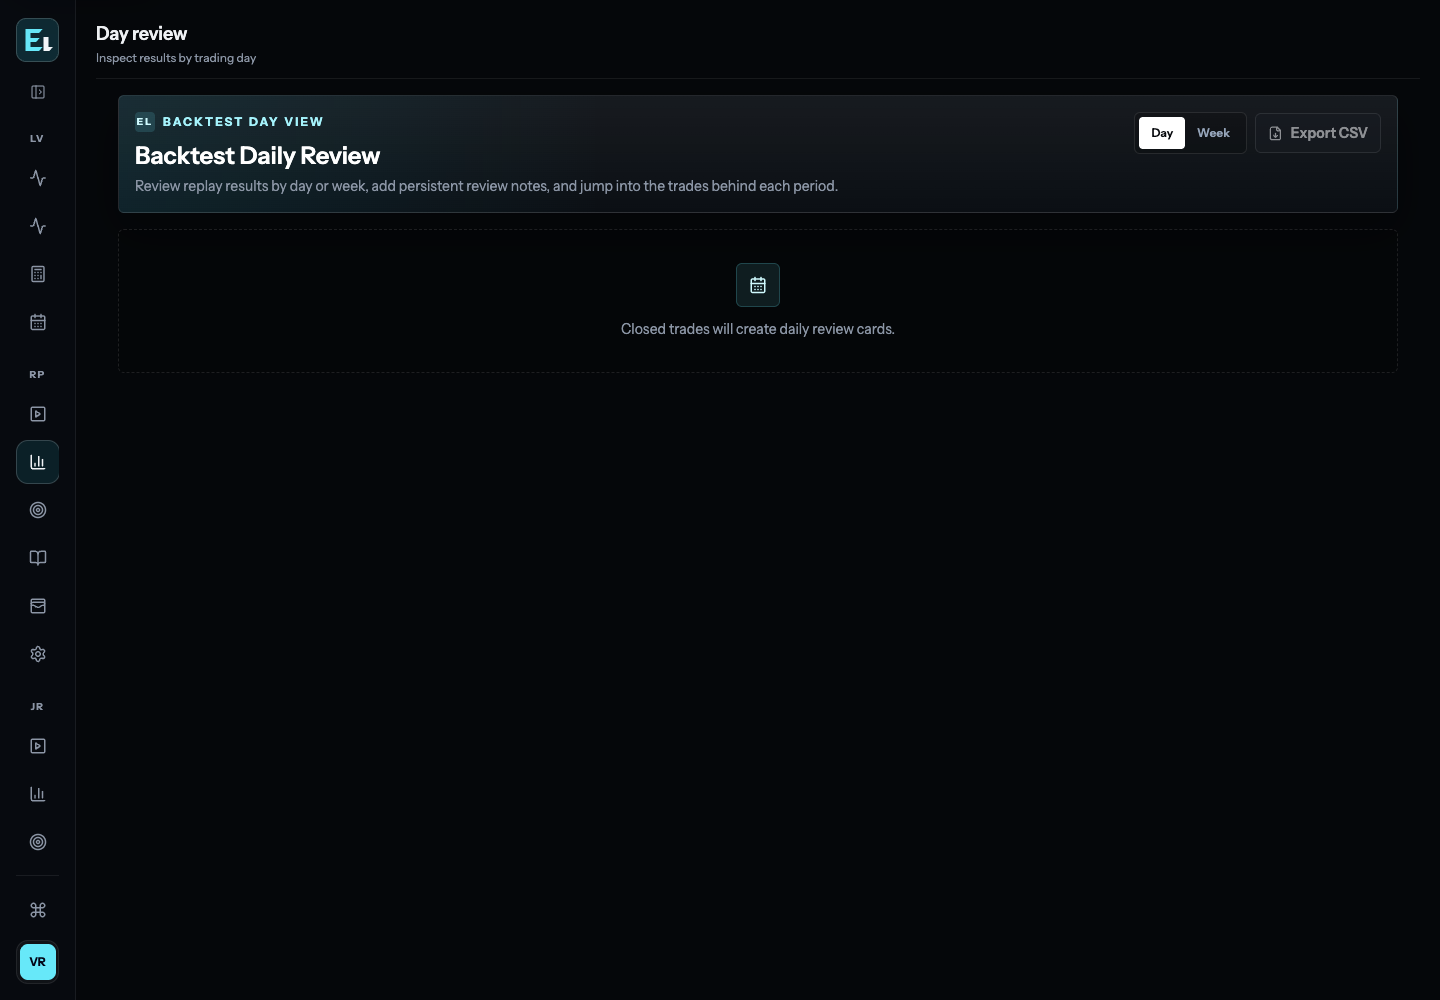 EL
Day review
Inspect results by trading day
LV
RP
JR
VR
EL BACKTEST DAY VIEW
Backtest Daily Review
Review replay results by day or week, add persistent review notes, and jump into the trades behind each period.
Day Week Export CSV
Closed trades will create daily review cards.